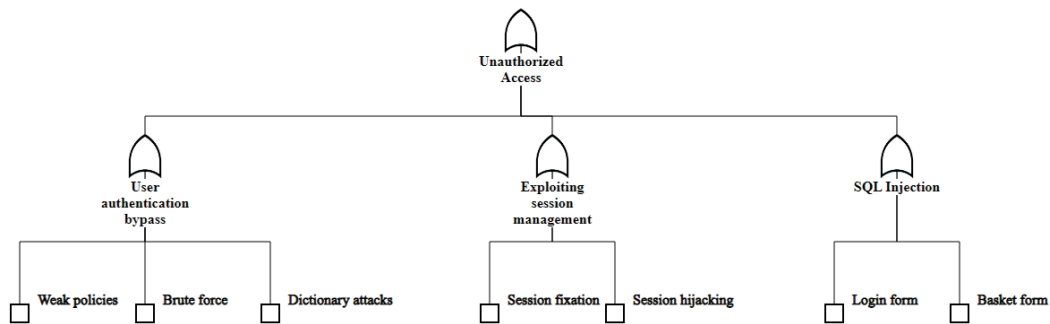 Unauthorized
Access
User
authentication
bypass
Exploiting
session
management
SQL Injection
Weak policies
Brute force
Dictionary attacks
Session fixation
Session hijacking
Login form
Basket form